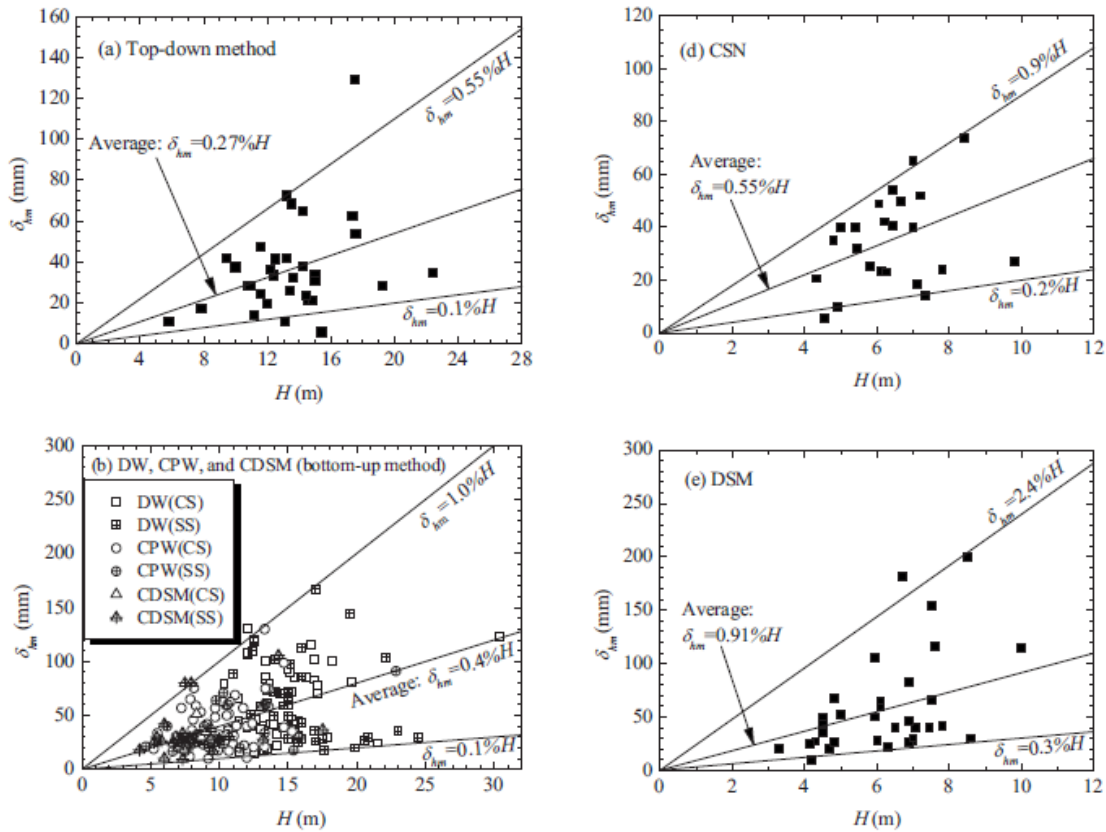 (a) Top-down method
δhm=0.55%H
Average: δhm=0.27%H
δhm=0.1%H
160
140
120
100
80
60
40
20
0
δhm (mm)
0 4 8 12 16 20 24 28
H (m)
(d) CSN
δhm=0.9%H
Average:
δhm=0.55%H
δhm=0.2%H
120
100
80
60
40
20
0
δhm (mm)
0 2 4 6 8 10 12
H (m)
(b) DW, CPW, and CDSM (bottom-up method)
DW(CS)
DW(SS)
CPW(CS)
CPW(SS)
CDSM(CS)
CDSM(SS)
δhm=1.0%H
Average: δhm=0.4%H
δhm=0.1%H
300
250
200
150
100
50
0
δhm (mm)
0 5 10 15 20 25 30
H (m)
(e) DSM
δhm=2.4%H
Average:
δhm=0.91%H
δhm=0.3%H
300
250
200
150
100
50
0
δhm (mm)
0 2 4 6 8 10 12
H (m)